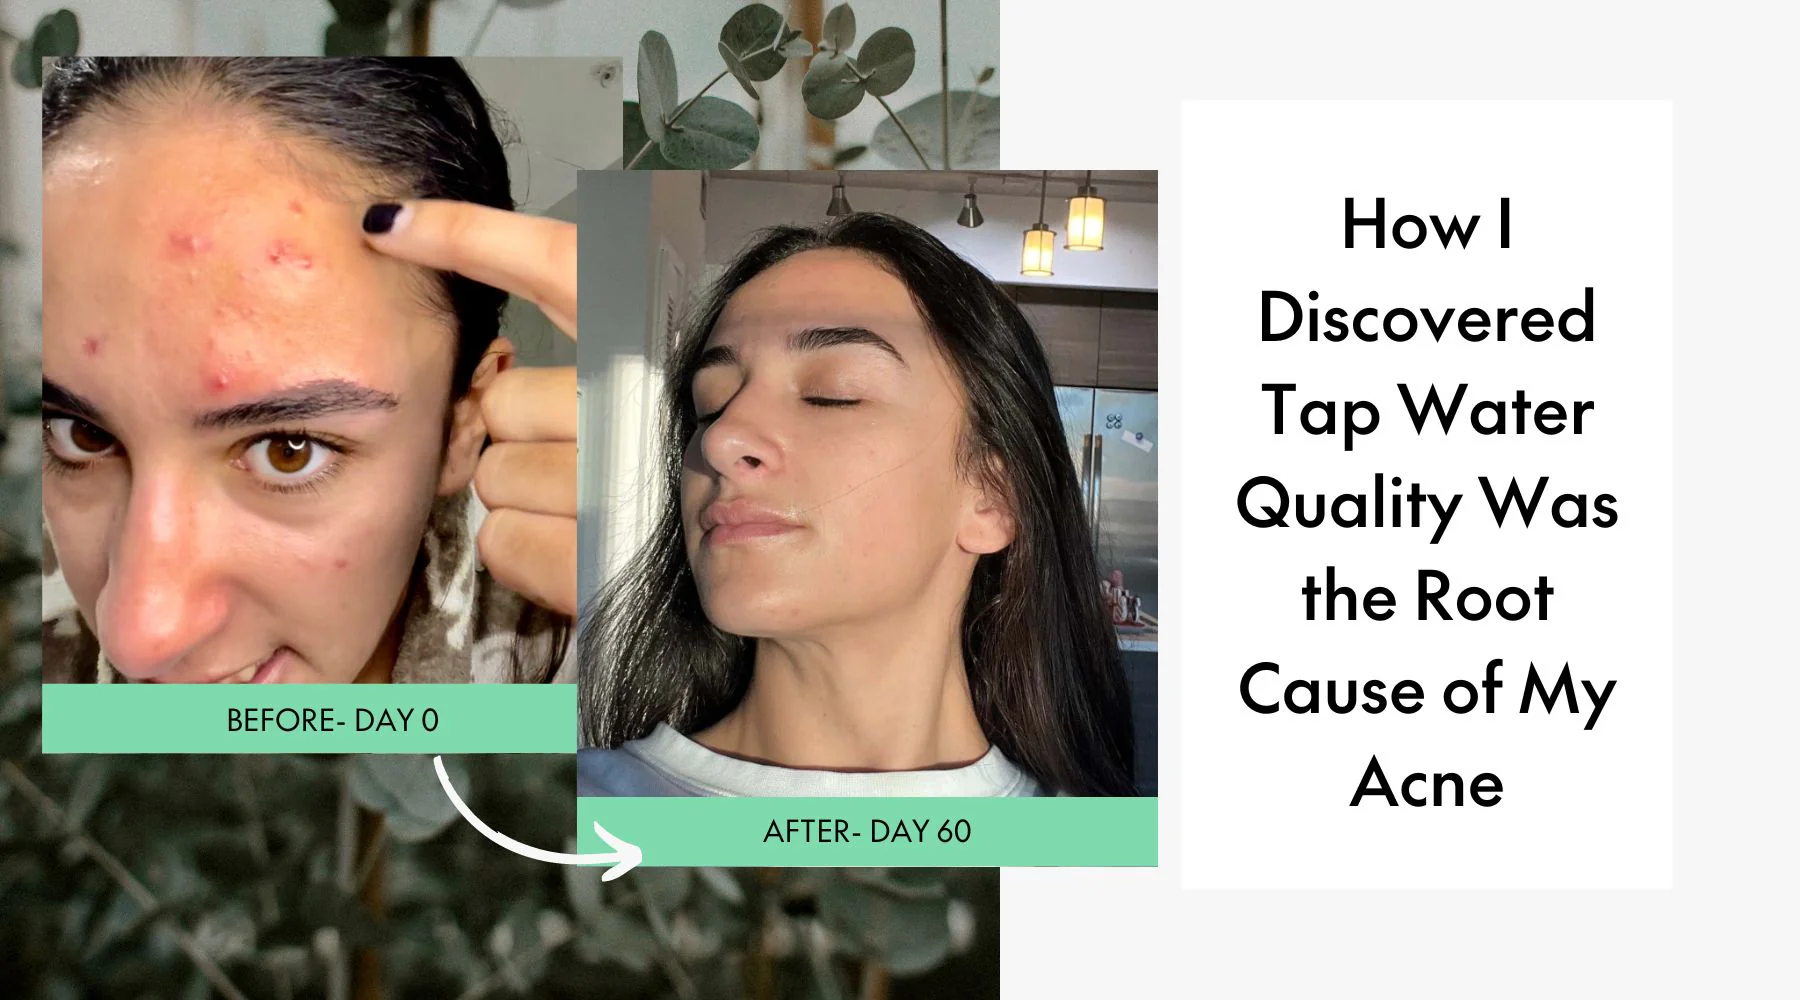 BEFORE- DAY 0
AFTER- DAY 60
How I
Discovered
Tap Water
Quality Was
the Root
Cause of My
Acne